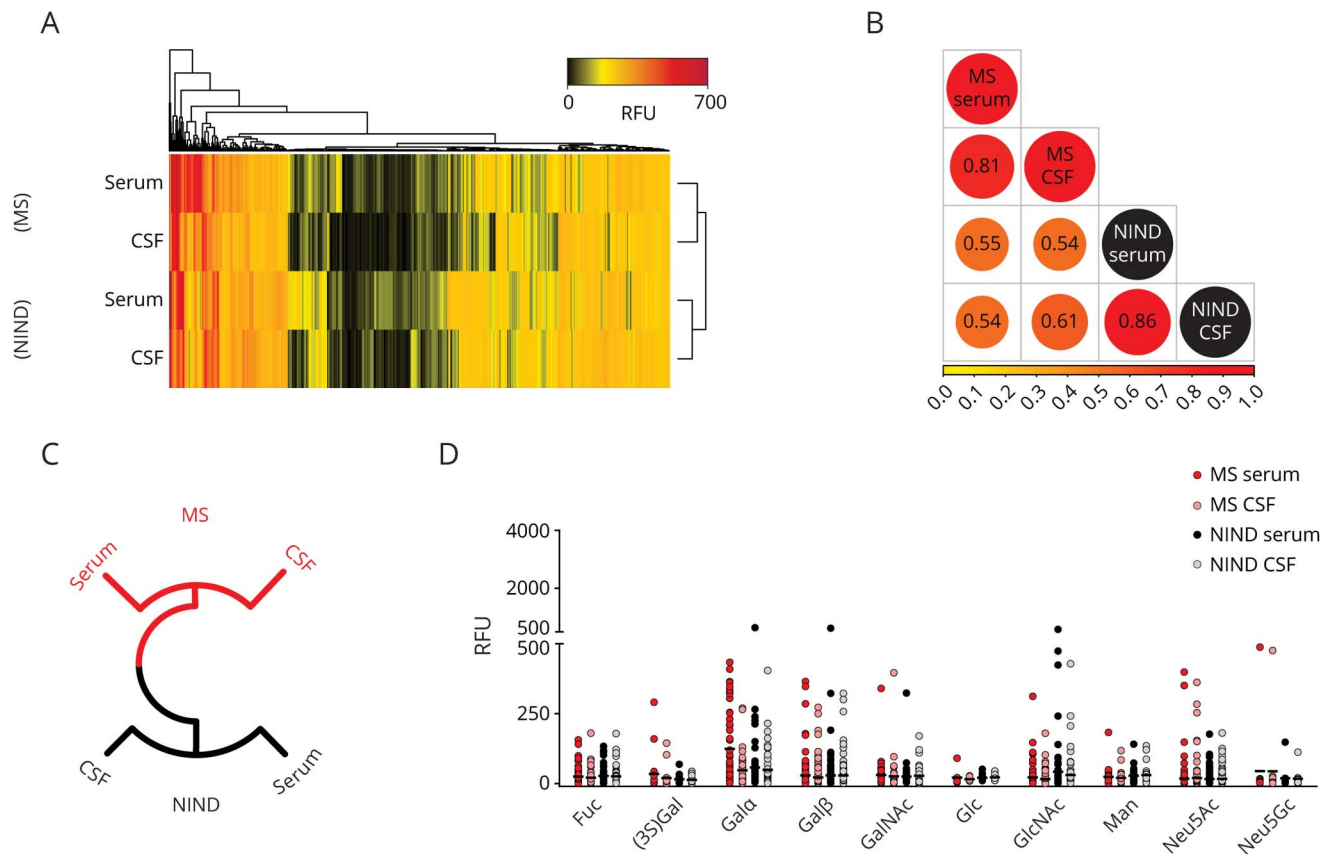 A
0
700
RFU
(MS)
Serum
CSF
(NIND)
Serum
CSF
B
MS
serum
0.81
MS
CSF
0.55
0.54
NIND
serum
0.54
0.61
0.86
NIND
CSF
0.0
0.1
0.2
0.3
0.4
0.5
0.6
0.7
0.8
0.9
1.0
C
MS
Serum
CSF
CSF
Serum
NIND
D
MS serum
MS CSF
NIND serum
NIND CSF
RFU
4000
2000
500
500
250
0
Fuc
(3S)Gal
Galα
Galβ
GalNAc
Glc
GlcNAc
Man
Neu5Ac
Neu5Gc